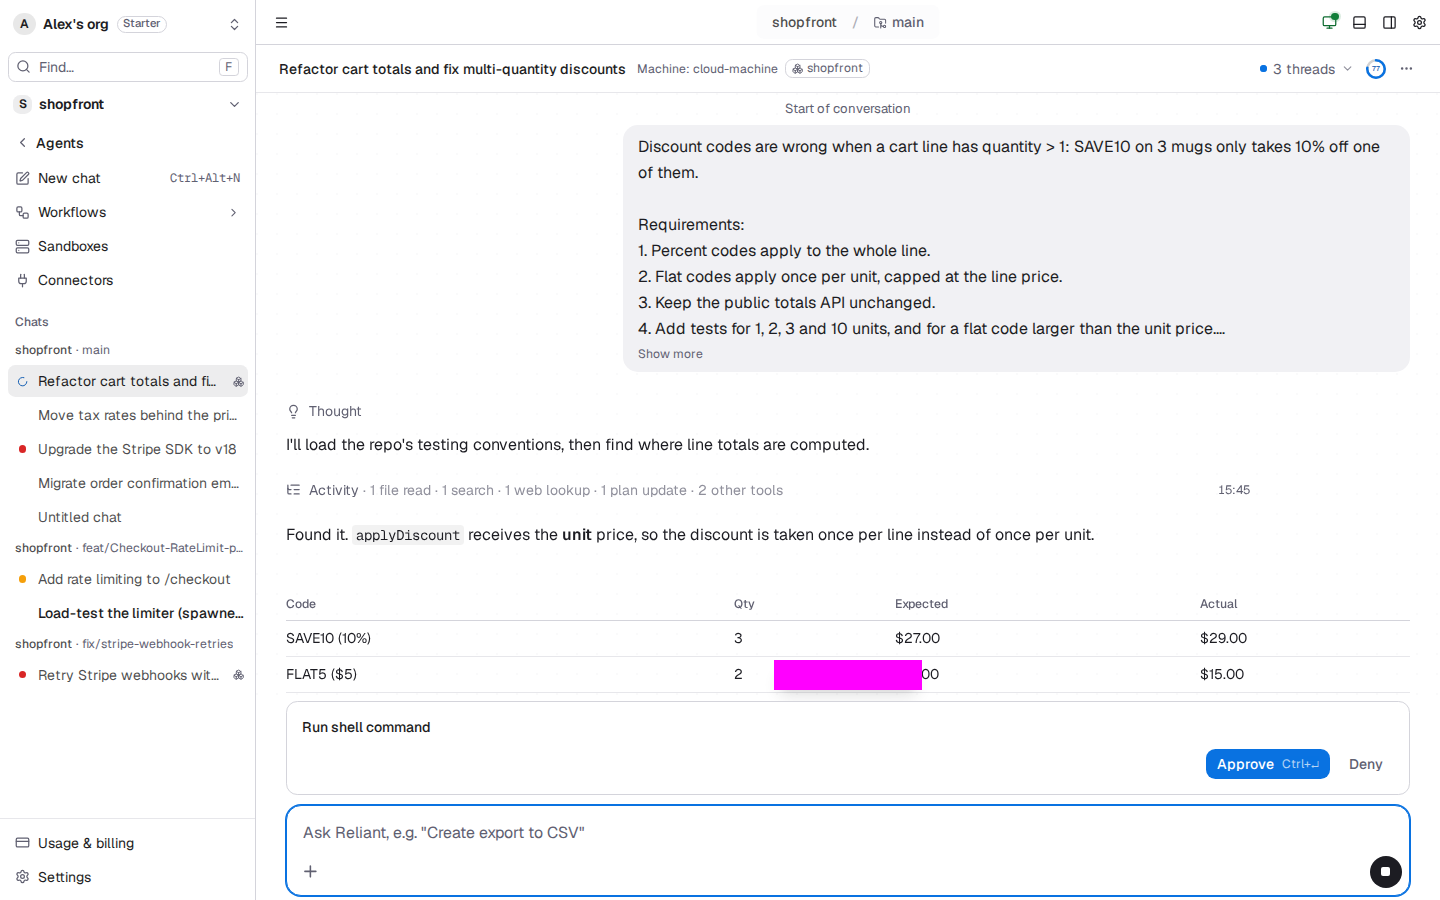 A Alex's org Starter
Find... F
S shopfront
Agents
New chat Ctrl+Alt+N
Workflows
Sandboxes
Connectors
Chats
shopfront · main
Refactor cart totals and fi...
Move tax rates behind the pri...
Upgrade the Stripe SDK to v18
Migrate order confirmation em...
Untitled chat
shopfront · feat/Checkout-RateLimit-p...
Add rate limiting to /checkout
Load-test the limiter (spawne...
shopfront · fix/stripe-webhook-retries
Retry Stripe webhooks wit...
Usage & billing
Settings
shopfront / main
Refactor cart totals and fix multi-quantity discounts Machine: cloud-machine shopfront
3 threads 77
Start of conversation
Discount codes are wrong when a cart line has quantity > 1: SAVE10 on 3 mugs only takes 10% off one
of them.
Requirements:
1. Percent codes apply to the whole line.
2. Flat codes apply once per unit, capped at the line price.
3. Keep the public totals API unchanged.
4. Add tests for 1, 2, 3 and 10 units, and for a flat code larger than the unit price....
Show more
Thought
I'll load the repo's testing conventions, then find where line totals are computed.
Activity · 1 file read · 1 search · 1 web lookup · 1 plan update · 2 other tools 15:45
Found it. applyDiscount receives the unit price, so the discount is taken once per line instead of once per unit.
Code Qty Expected Actual
SAVE10 (10%) 3 $27.00 $29.00
FLAT5 ($5) 2 00 $15.00
Run shell command
Approve Ctrl+↵ Deny
Ask Reliant, e.g. "Create export to CSV"